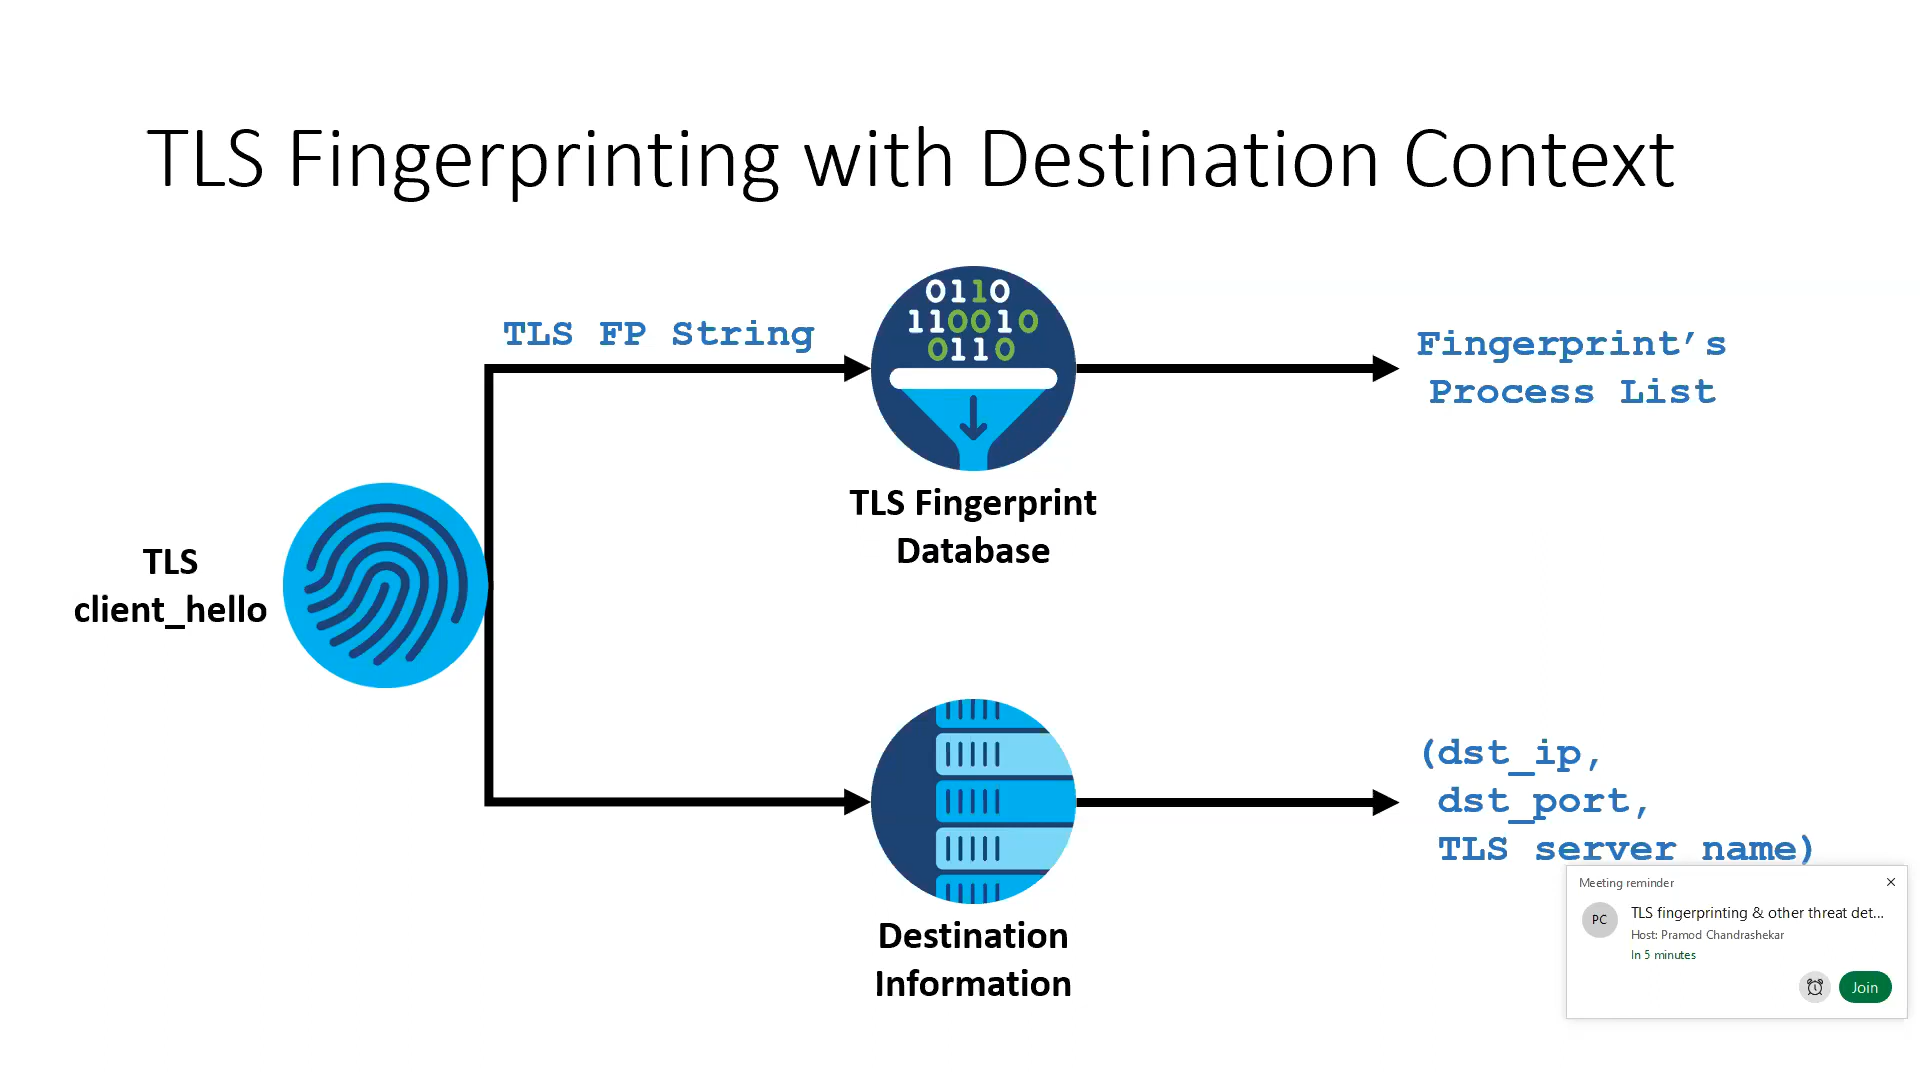 TLS Fingerprinting with Destination Context
0110
110010
0110
TLS FP String
Fingerprint’s
Process List
TLS Fingerprint
Database
TLS
client_hello
(dst_ip,
dst_port,
TLS server name)
Destination
Information
Meeting reminder
PC
TLS fingerprinting & other threat det...
Host: Pramod Chandrashekar
In 5 minutes
Join